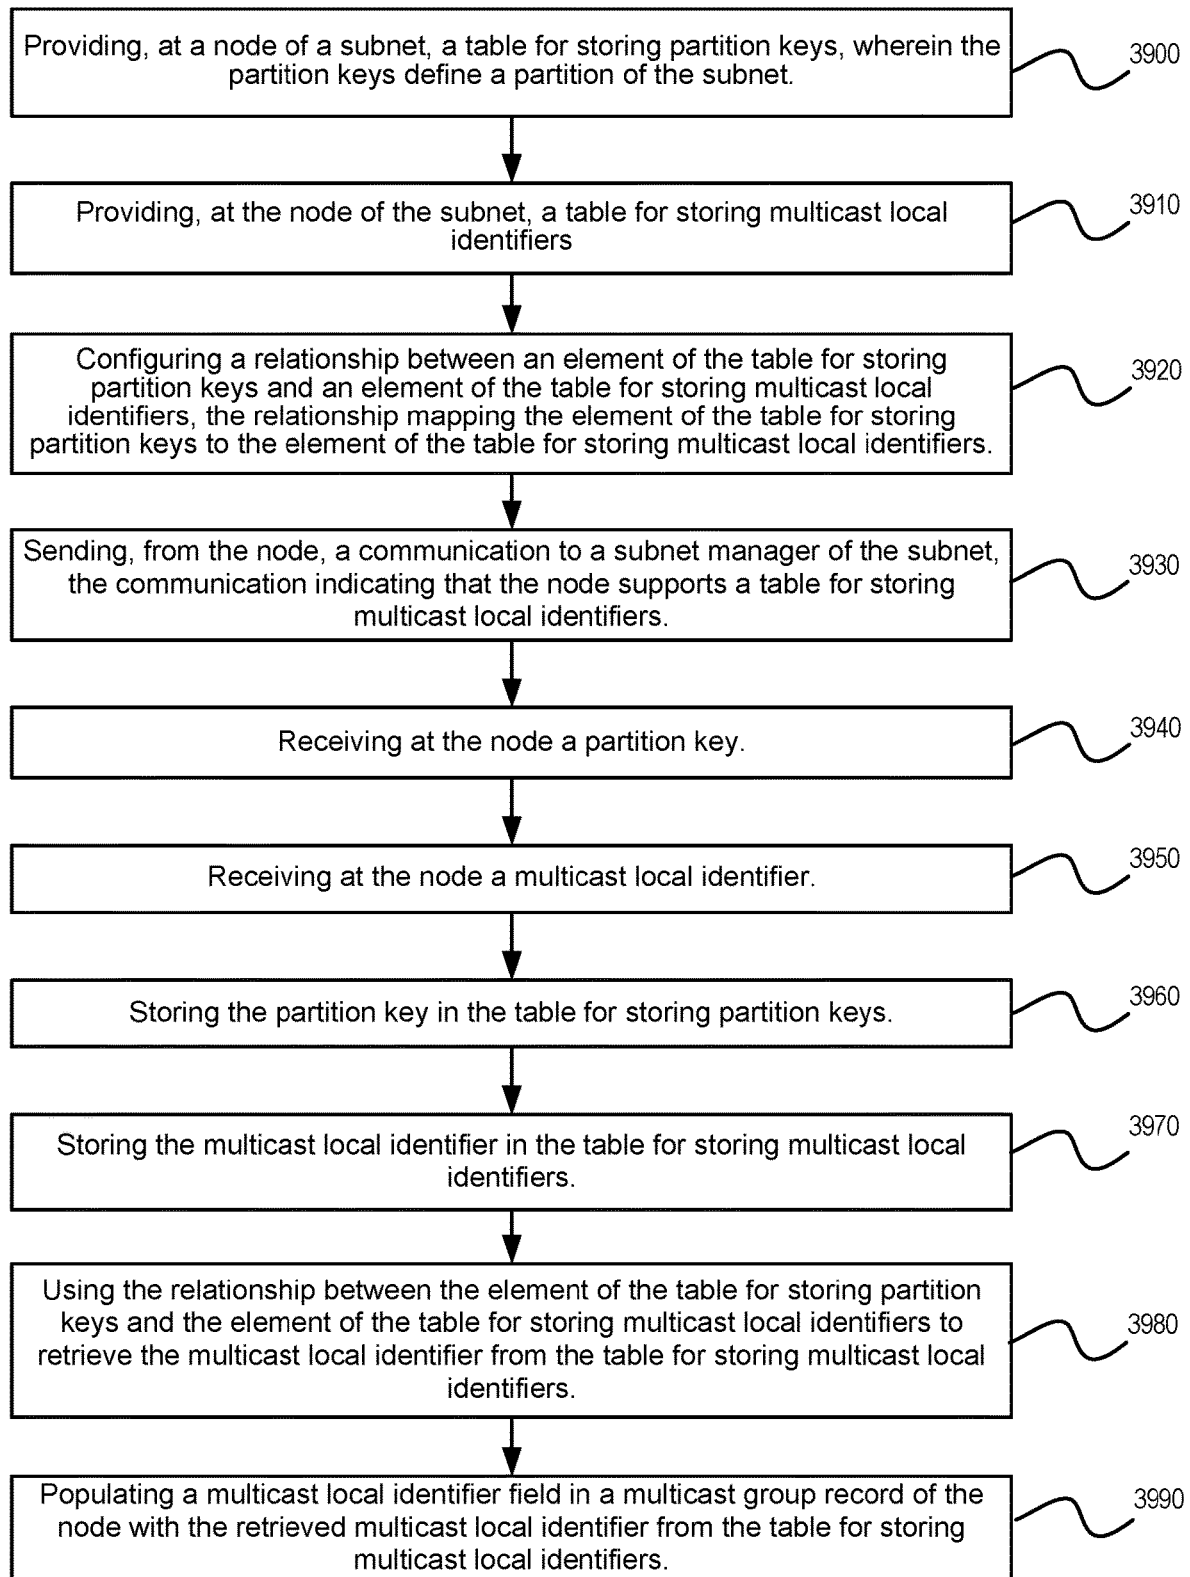 Providing, at a node of a subnet, a table for storing partition keys, wherein the
partition keys define a partition of the subnet.
3900
Providing, at the node of the subnet, a table for storing multicast local
identifiers
3910
Configuring a relationship between an element of the table for storing
partition keys and an element of the table for storing multicast local
identifiers, the relationship mapping the element of the table for storing
partition keys to the element of the table for storing multicast local identifiers.
3920
Sending, from the node, a communication to a subnet manager of the subnet,
the communication indicating that the node supports a table for storing
multicast local identifiers.
3930
Receiving at the node a partition key.
3940
Receiving at the node a multicast local identifier.
3950
Storing the partition key in the table for storing partition keys.
3960
Storing the multicast local identifier in the table for storing multicast local
identifiers.
3970
Using the relationship between the element of the table for storing partition
keys and the element of the table for storing multicast local identifiers to
retrieve the multicast local identifier from the table for storing multicast local
identifiers.
3980
Populating a multicast local identifier field in a multicast group record of the
node with the retrieved multicast local identifier from the table for storing
multicast local identifiers.
3990